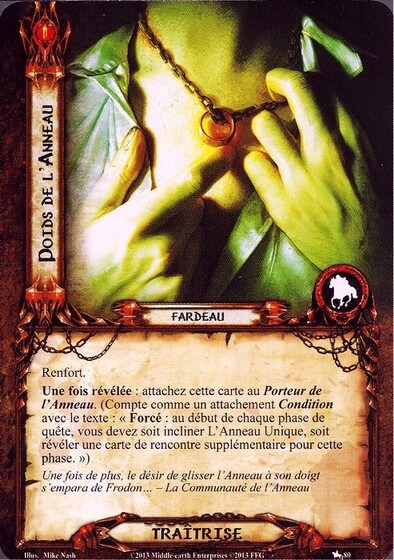 POIDS DE L'ANNEAU
FARDEAU
Renfort.
Une fois révélée : attachez cette carte au Porteur de
l'Anneau. (Compte comme un attachement Condition
avec le texte : « Forcé : au début de chaque phase de
quête, vous devez soit incliner L'Anneau Unique, soit
révéler une carte de rencontre supplémentaire pour cette
phase. »)
Une fois de plus, le désir de glisser l'Anneau à son doigt
s'empara de Frodon… – La Communauté de l'Anneau
TRAÎTRISE
Illus. Mike Nash ©2013 Middle-earth Enterprises ©2013 FFG 80